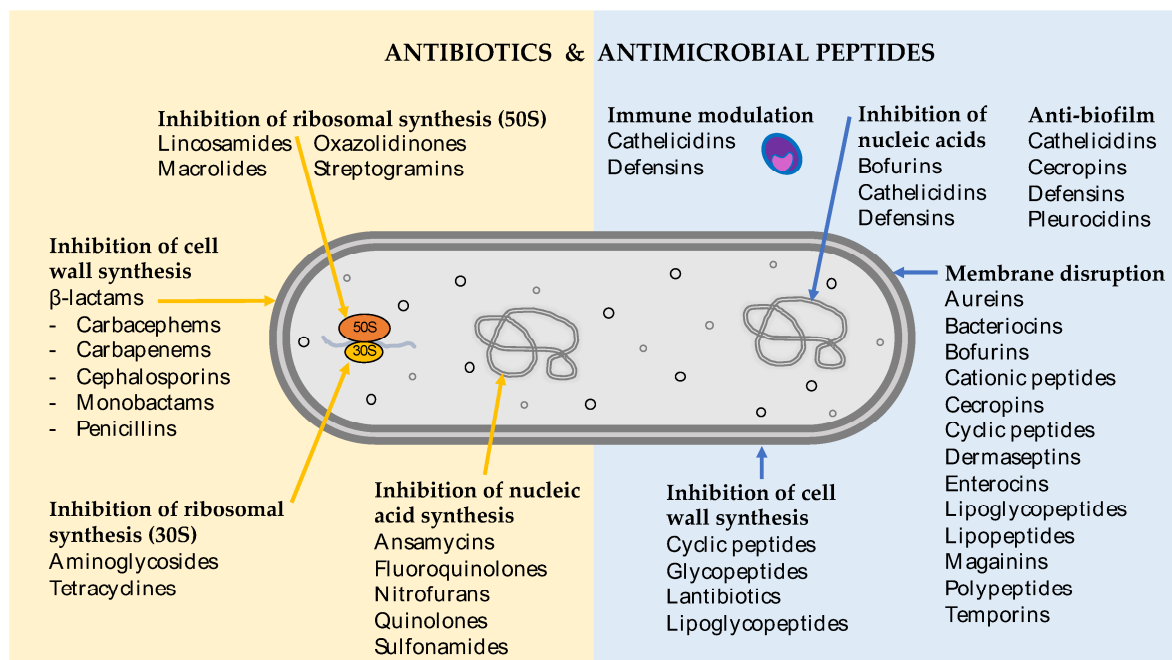 ANTIBIOTICS & ANTIMICROBIAL PEPTIDES
Inhibition of ribosomal synthesis (50S)
Lincosamides Oxazolidinones
Macrolides Streptogramins
Inhibition of cell
wall synthesis
β-lactams
- Carbacephems
- Carbapenems
- Cephalosporins
- Monobactams
- Penicillins
50S
30S
Inhibition of ribosomal
synthesis (30S)
Aminoglycosides
Tetracyclines
Inhibition of nucleic
acid synthesis
Ansamycins
Fluoroquinolones
Nitrofurans
Quinolones
Sulfonamides
Immune modulation
Cathelicidins
Defensins
Inhibition of
nucleic acids
Bofurins
Cathelicidins
Defensins
Anti-biofilm
Cathelicidins
Cecropins
Defensins
Pleurocidins
Membrane disruption
Aureins
Bacteriocins
Bofurins
Cationic peptides
Cecropins
Cyclic peptides
Dermaseptins
Enterocins
Lipoglycopeptides
Lipopeptides
Magainins
Polypeptides
Temporins
Inhibition of cell
wall synthesis
Cyclic peptides
Glycopeptides
Lantibiotics
Lipoglycopeptides